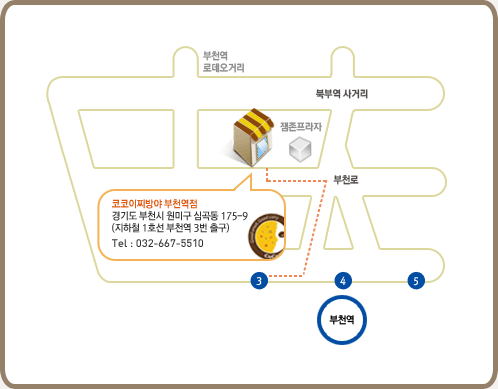 부천역
로데오거리
북부역 사거리
잼존프라자
부천로
코코이찌방야 부천역점
경기도 부천시 원미구 심곡동 175-9
(지하철 1호선 부천역 3번 출구)
Tel : 032-667-5510
3
4
5
부천역